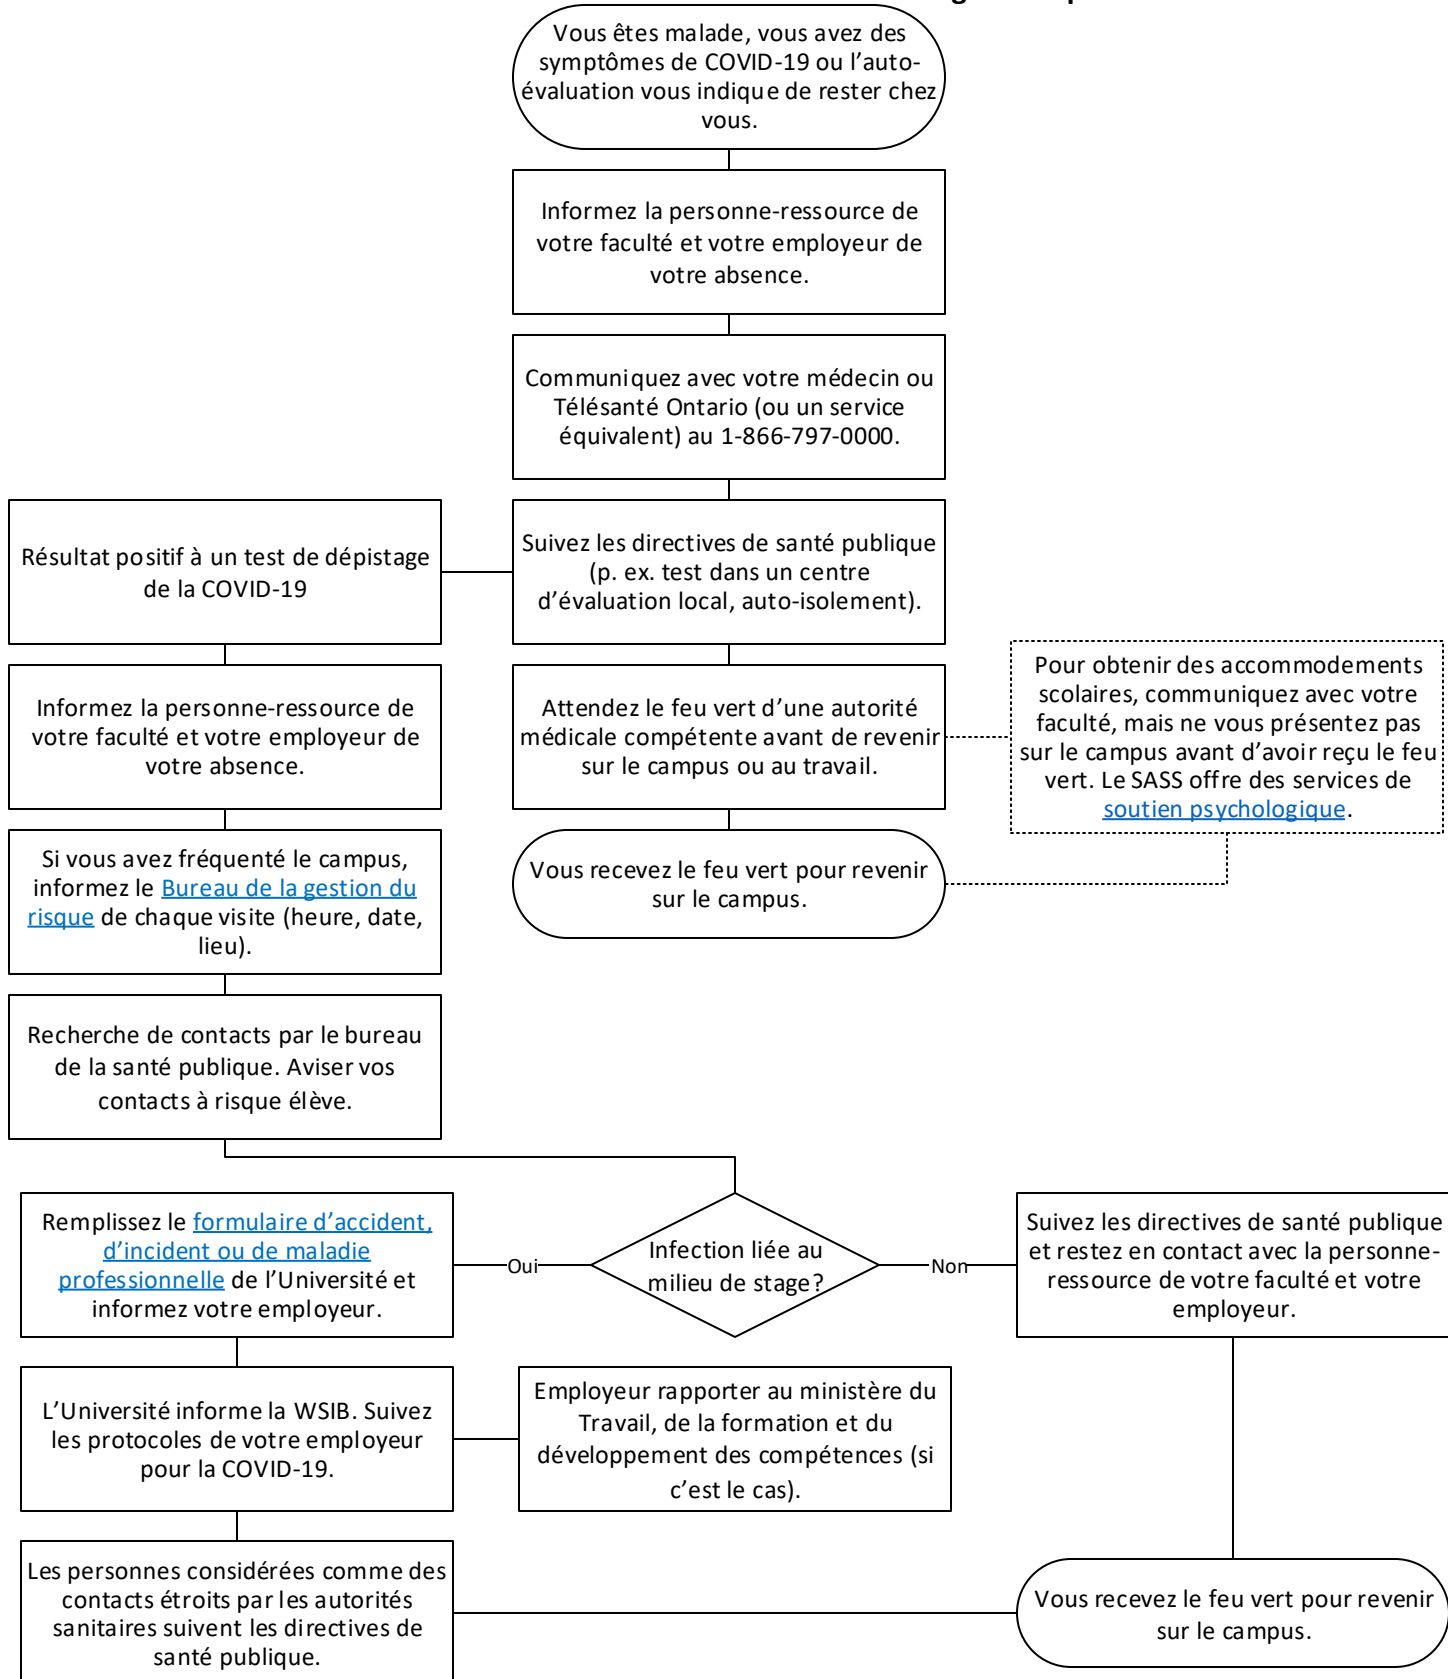 Vous êtes malade, vous avez des
symptômes de COVID-19 ou l’auto-
évaluation vous indique de rester chez
vous.
Informez la personne-ressource de
votre faculté et votre employeur de
votre absence.
Communiquez avec votre médecin ou
Télésanté Ontario (ou un service
équivalent) au 1-866-797-0000.
Suivez les directives de santé publique
(p. ex. test dans un centre
d’évaluation local, auto-isolement).
Résultat positif à un test de dépistage
de la COVID-19
Attendez le feu vert d’une autorité
médicale compétente avant de revenir
sur le campus ou au travail.
Pour obtenir des accommodements
scolaires, communiquez avec votre
faculté, mais ne vous présentez pas
sur le campus avant d’avoir reçu le feu
vert. Le SASS offre des services de
soutien psychologique.
Vous recevez le feu vert pour revenir
sur le campus.
Informez la personne-ressource de
votre faculté et votre employeur de
votre absence.
Si vous avez fréquenté le campus,
informez le Bureau de la gestion du
risque de chaque visite (heure, date,
lieu).
Recherche de contacts par le bureau
de la santé publique. Aviser vos
contacts à risque élève.
Infection liée au
milieu de stage?
Oui
Non
Remplissez le formulaire d’accident,
d’incident ou de maladie
professionnelle de l’Université et
informez votre employeur.
Suivez les directives de santé publique
et restez en contact avec la personne-
ressource de votre faculté et votre
employeur.
L’Université informe la WSIB. Suivez
les protocoles de votre employeur
pour la COVID-19.
Employeur rapporter au ministère du
Travail, de la formation et du
développement des compétences (si
c’est le cas).
Les personnes considérées comme des
contacts étroits par les autorités
sanitaires suivent les directives de
santé publique.
Vous recevez le feu vert pour revenir
sur le campus.